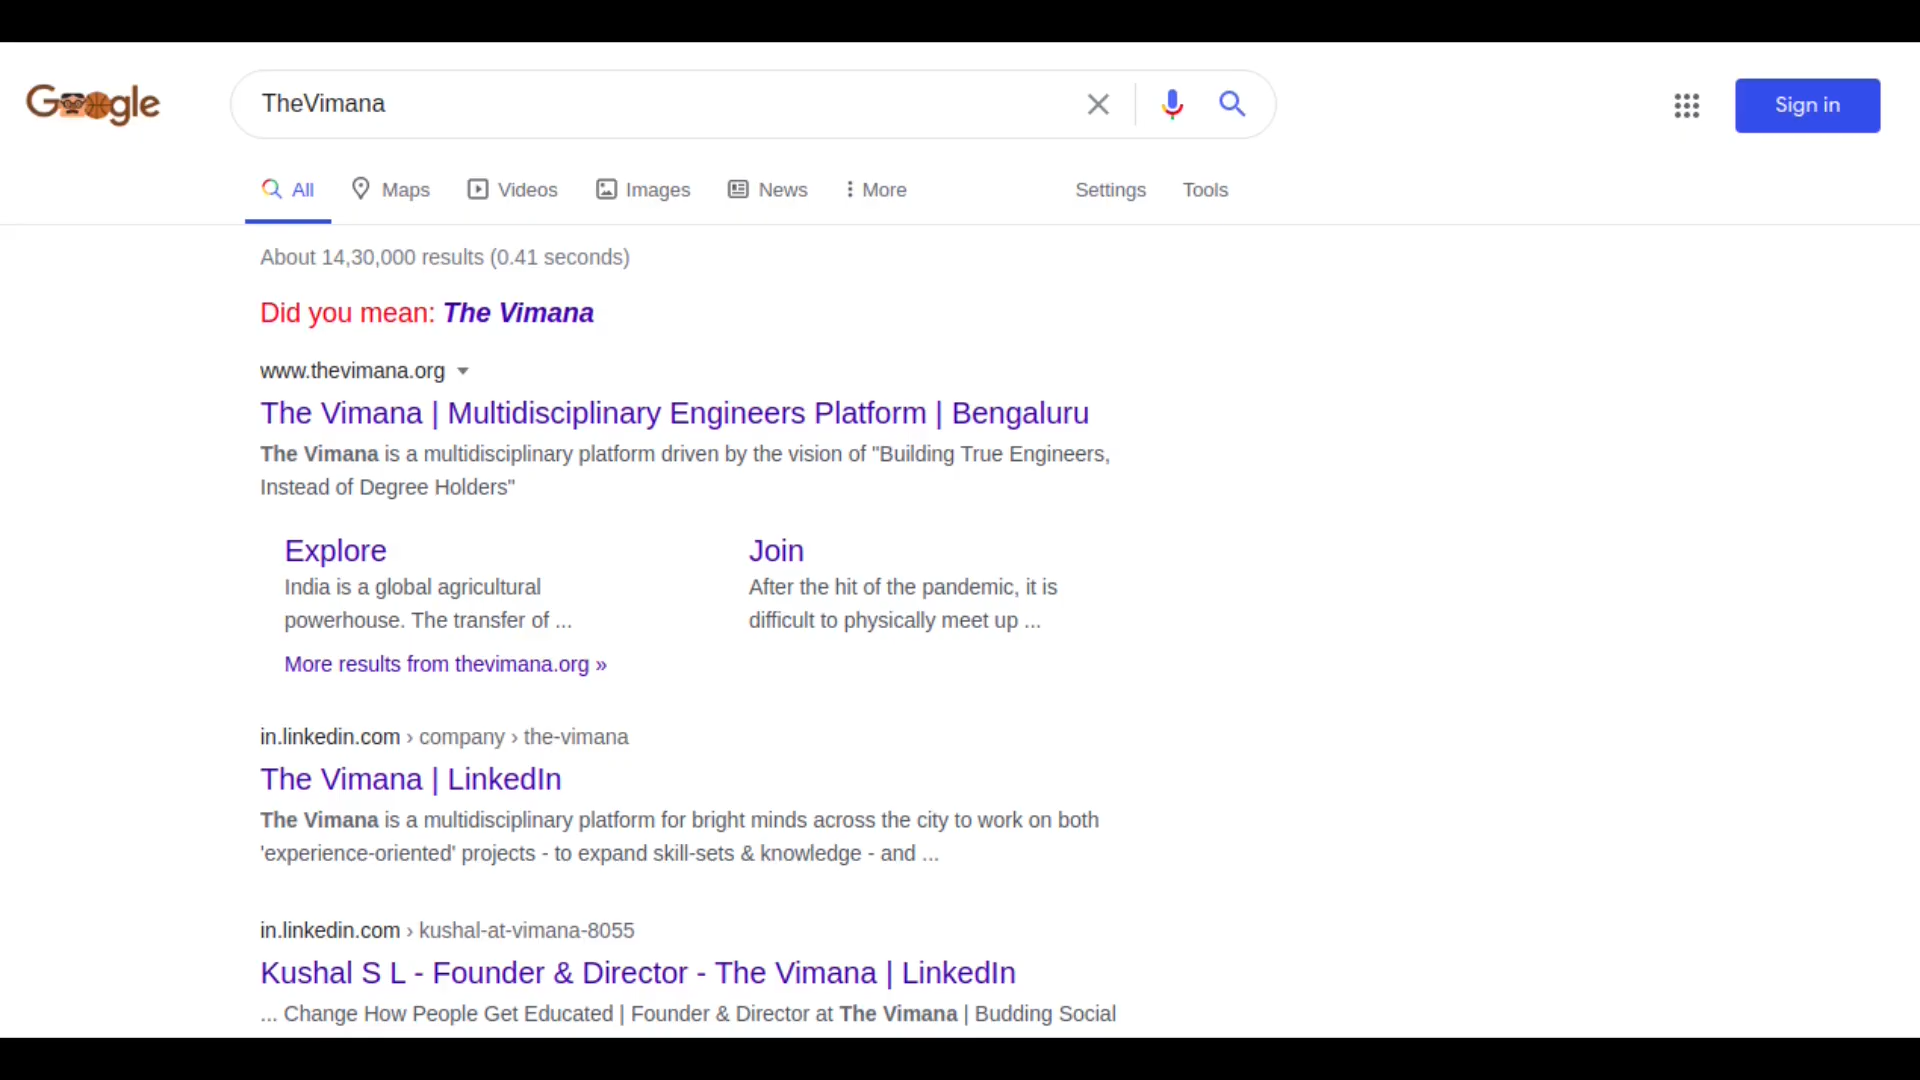 Google
TheVimana
Sign in
All Maps Videos Images News More Settings Tools
About 14,30,000 results (0.41 seconds)
Did you mean: The Vimana
www.thevimana.org
The Vimana | Multidisciplinary Engineers Platform | Bengaluru
The Vimana is a multidisciplinary platform driven by the vision of "Building True Engineers,
Instead of Degree Holders"
Explore
India is a global agricultural
powerhouse. The transfer of ...
Join
After the hit of the pandemic, it is
difficult to physically meet up ...
More results from thevimana.org »
in.linkedin.com › company › the-vimana
The Vimana | LinkedIn
The Vimana is a multidisciplinary platform for bright minds across the city to work on both
'experience-oriented' projects - to expand skill-sets & knowledge - and ...
in.linkedin.com › kushal-at-vimana-8055
Kushal S L - Founder & Director - The Vimana | LinkedIn
... Change How People Get Educated | Founder & Director at The Vimana | Budding Social